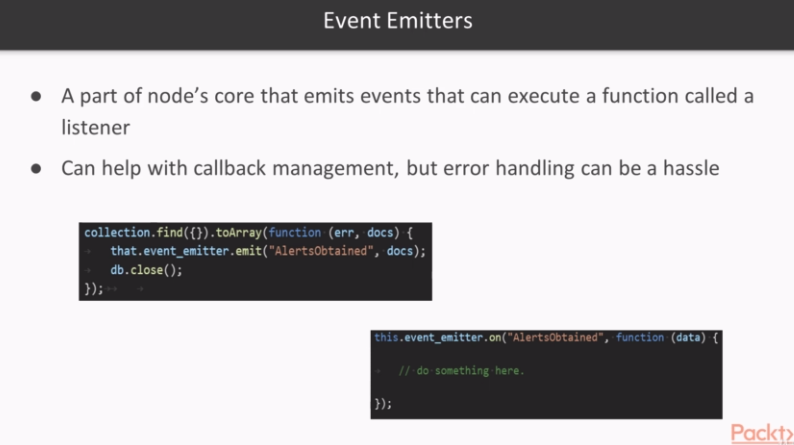 Event Emitters
● A part of node's core that emits events that can execute a function called a
listener
● Can help with callback management, but error handling can be a hassle
collection.find({}).toArray(function (err, docs) {
that.event_emitter.emit("AlertsObtained", docs);
db.close();
});
this.event_emitter.on("AlertsObtained", function (data) {
// do something here.
});
Packt>